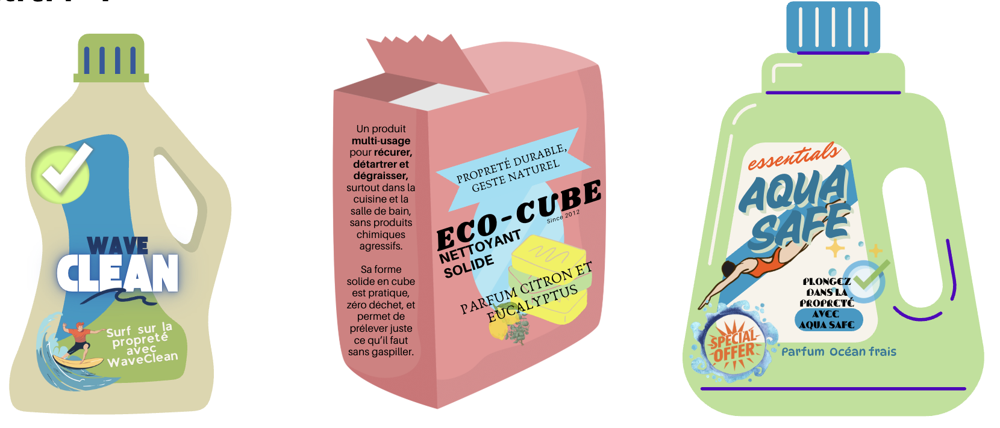 WAVE
CLEAN
Surf sur la
propreté
avec
WaveClean
Un produit
multi-usage
pour récurer,
détartrer et
dégraisser,
surtout dans la
cuisine et la
salle de bain,
sans produits
chimiques
agressifs.
Sa forme
solide en cube
est pratique,
zéro déchet, et
permet de
prélever juste
ce qu’il faut
sans gaspiller.
PROPRETÉ DURABLE,
GESTE NATUREL
ECO-CUBE
Since 2012
NETTOYANT
SOLIDE
PARFUM CITRON ET
EUCALYPTUS
essentials
AQUA
SAFE
PLONGEZ
DANS LA
PROPRETÉ
AVEC
AQUA SAFE
SPECIAL
OFFER
Parfum Océan frais